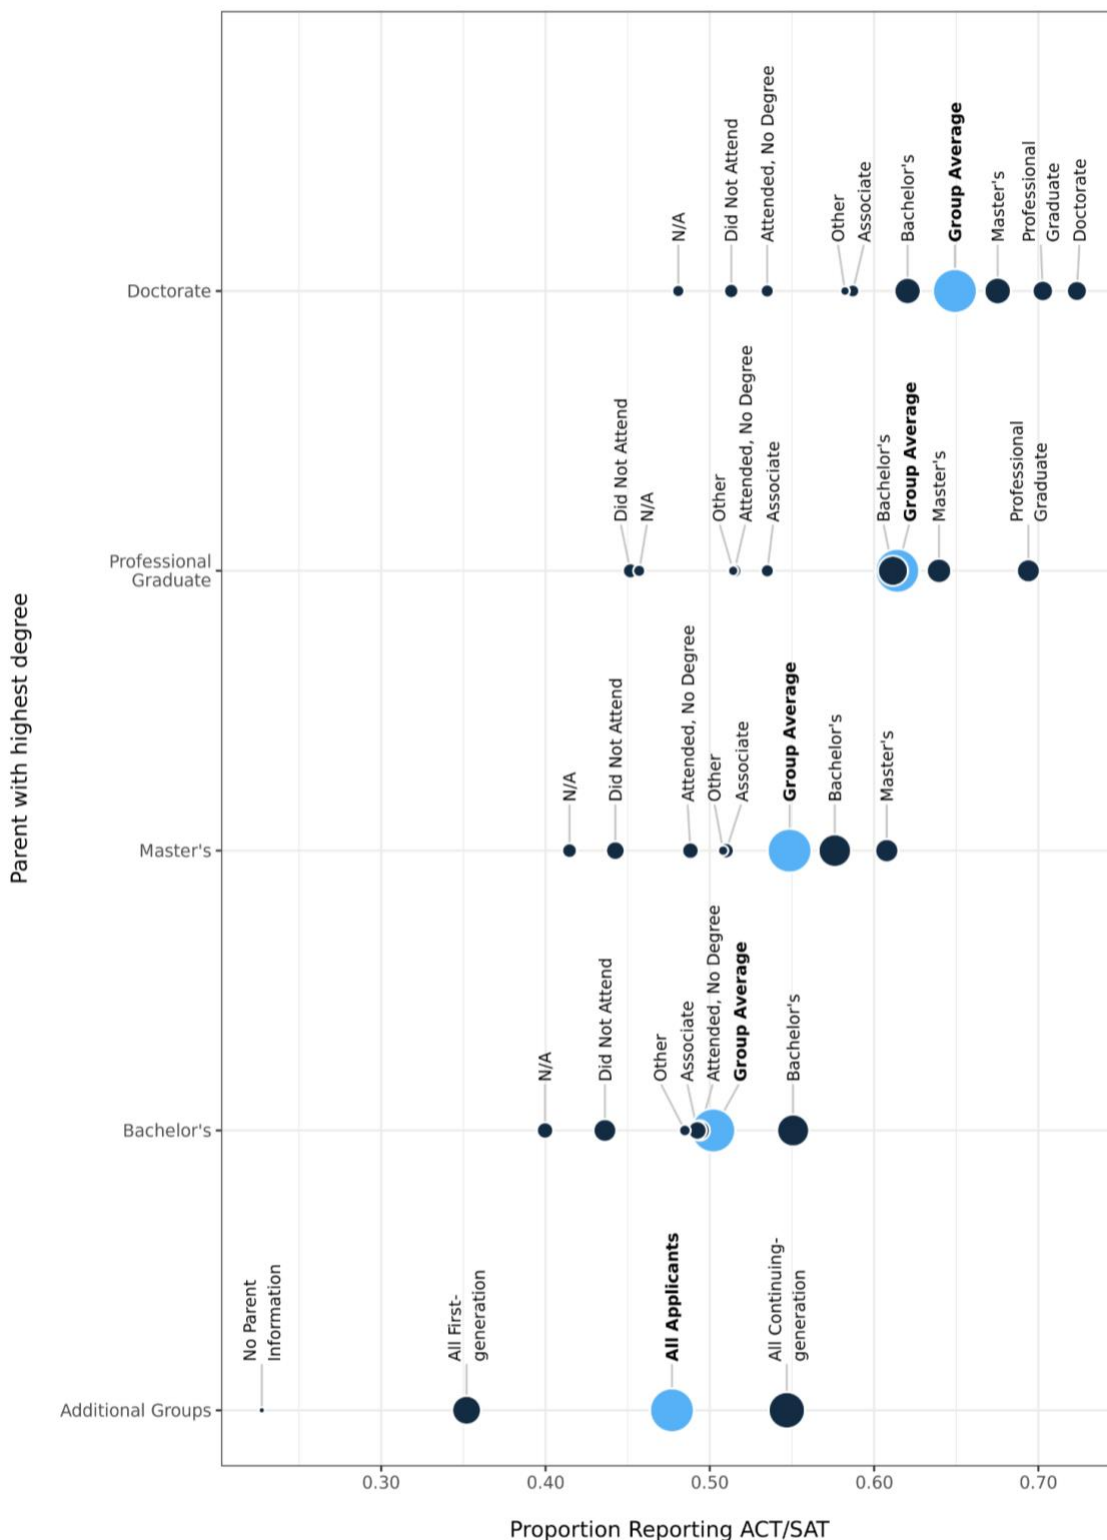 Parent with highest degree
Doctorate
N/A
Did Not Attend
Attended, No Degree
Other
Associate
Bachelor's
Group Average
Master's
Professional
Graduate
Doctorate
Professional
Graduate
Did Not Attend
N/A
Other
Attended, No Degree
Associate
Bachelor's
Group Average
Master's
Professional
Graduate
Master's
N/A
Did Not Attend
Attended, No Degree
Other
Associate
Group Average
Bachelor's
Master's
Bachelor's
N/A
Did Not Attend
Other
Associate
Attended, No Degree
Group Average
Bachelor's
Additional Groups
No Parent
Information
All First-
generation
All Applicants
All Continuing-
generation
0.30
0.40
0.50
0.60
0.70
Proportion Reporting ACT/SAT